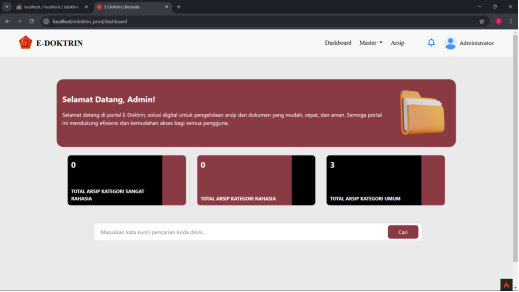 localhost / localhost / edoktrin
E-Doktrin | Beranda
localhost/edoktrin_prod/dashboard
E-DOKTRIN
Dashboard Master Arsip Administrator
Selamat Datang, Admin!
Selamat datang di portal E-Doktrin, solusi digital untuk pengelolaan arsip dan dokumen yang mudah, cepat, dan aman. Semoga portal
ini mendukung efisiensi dan kemudahan akses bagi semua pengguna.
0
TOTAL ARSIP KATEGORI SANGAT
RAHASIA
0
TOTAL ARSIP KATEGORI RAHASIA
3
TOTAL ARSIP KATEGORI UMUM
Masukkan kata kunci pencarian Anda disini...
Cari